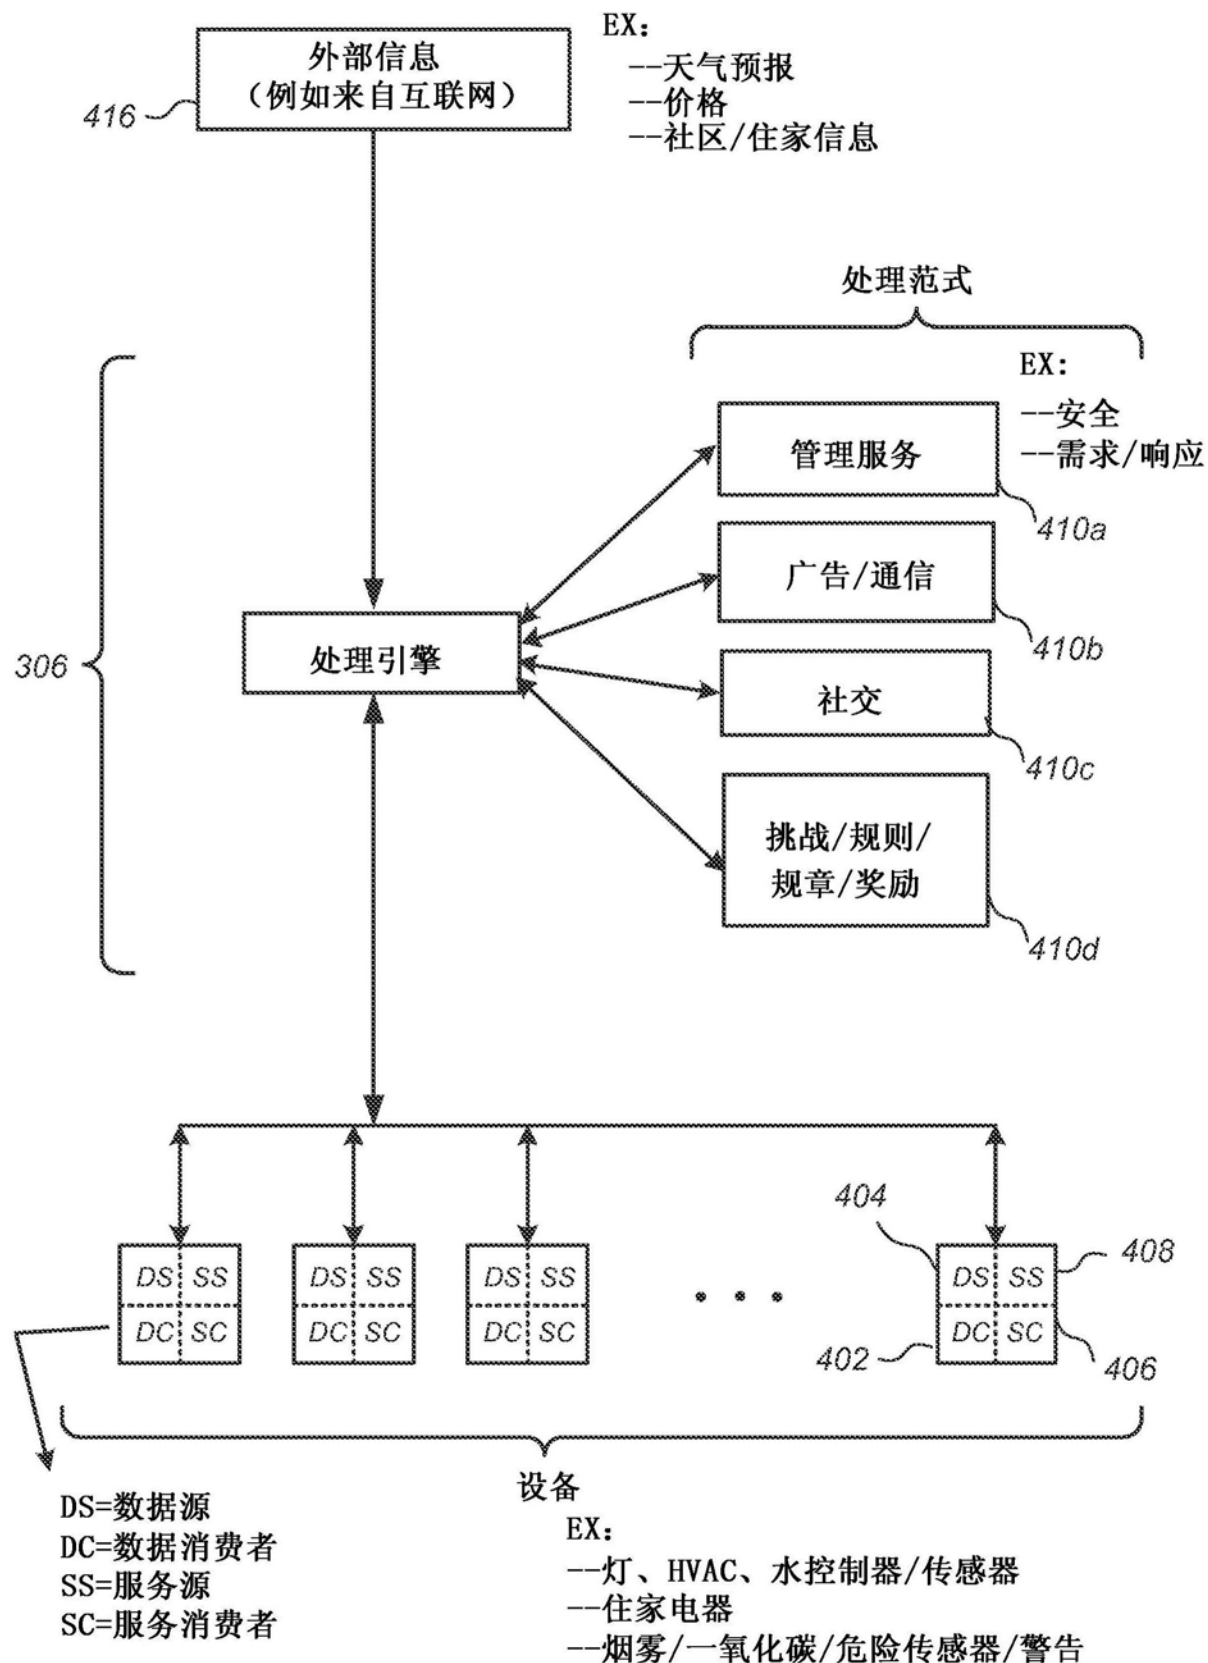 外部信息
（例如来自互联网）
416
EX：
--天气预报
--价格
--社区/住家信息
处理范式
EX：
--安全
--需求/响应
管理服务
410a
广告/通信
410b
306
处理引擎
社交
410c
挑战/规则/
规章/奖励
410d
404
408
DS SS
DC SC
DS SS
DC SC
DS SS
DC SC
• • •
DS SS
DC SC
402
406
设备
DS=数据源
DC=数据消费者
SS=服务源
SC=服务消费者
EX：
--灯、HVAC、水控制器/传感器
--住家电器
--烟雾/一氧化碳/危险传感器/警告